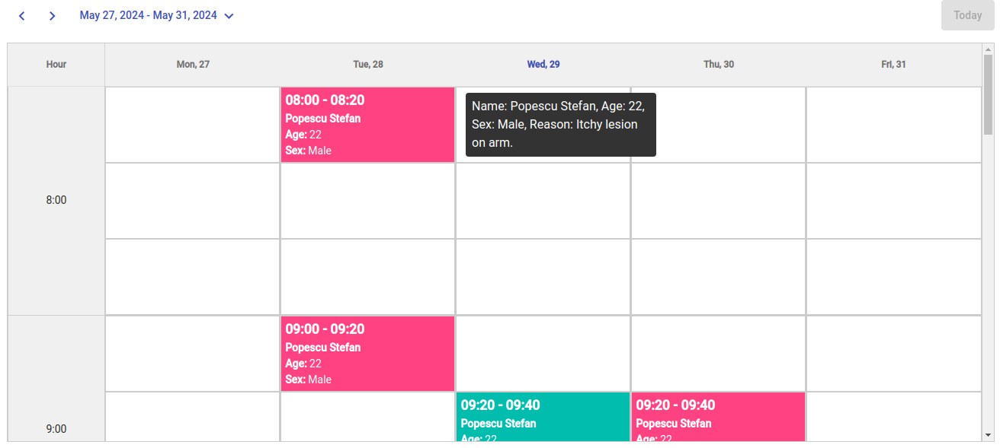 May 27, 2024 - May 31, 2024
Today
Hour
Mon, 27
Tue, 28
Wed, 29
Thu, 30
Fri, 31
8:00
08:00 - 08:20
Popescu Stefan
Age: 22
Sex: Male
Name: Popescu Stefan, Age: 22,
Sex: Male, Reason: Itchy lesion
on arm.
9:00
09:00 - 09:20
Popescu Stefan
Age: 22
Sex: Male
09:20 - 09:40
Popescu Stefan
Age: 22
09:20 - 09:40
Popescu Stefan
Age: 22